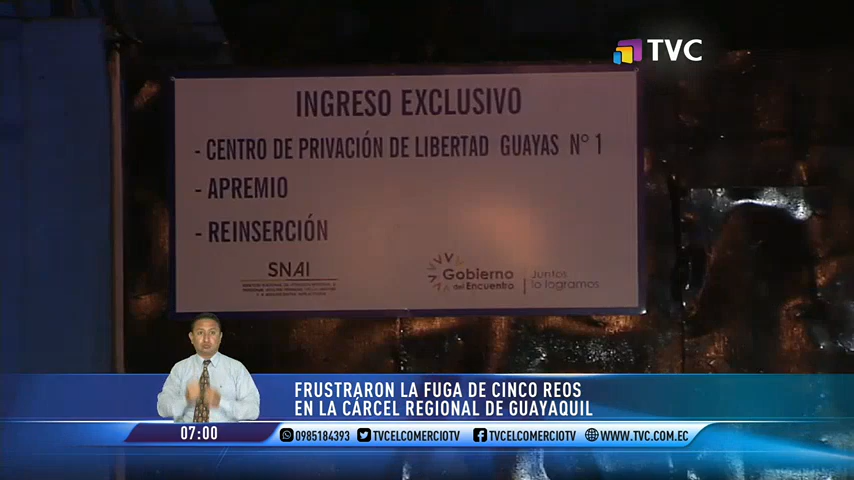 TVC
INGRESO EXCLUSIVO
- CENTRO DE PRIVACIÓN DE LIBERTAD GUAYAS N° 1
- APREMIO
- REINSERCIÓN
SNAI
Gobierno
del Encuentro
Juntos
lo logramos
FRUSTRARON LA FUGA DE CINCO REOS
EN LA CÁRCEL REGIONAL DE GUAYAQUIL
07:00
0985184393
TVCELCOMERCIOTV
TVCELCOMERCIOTV
WWW.TVC.COM.EC